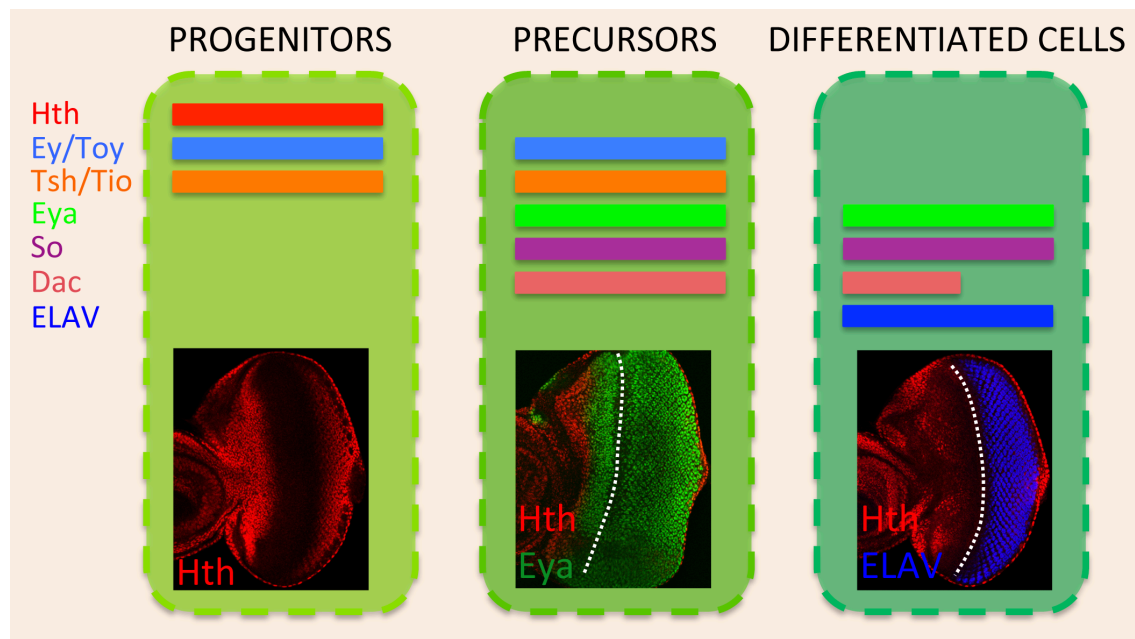 PROGENITORS
PRECURSORS
DIFFERENTIATED CELLS
Hth
Ey/Toy
Tsh/Tio
Eya
So
Dac
ELAV
Hth
Hth
Eya
Hth
ELAV